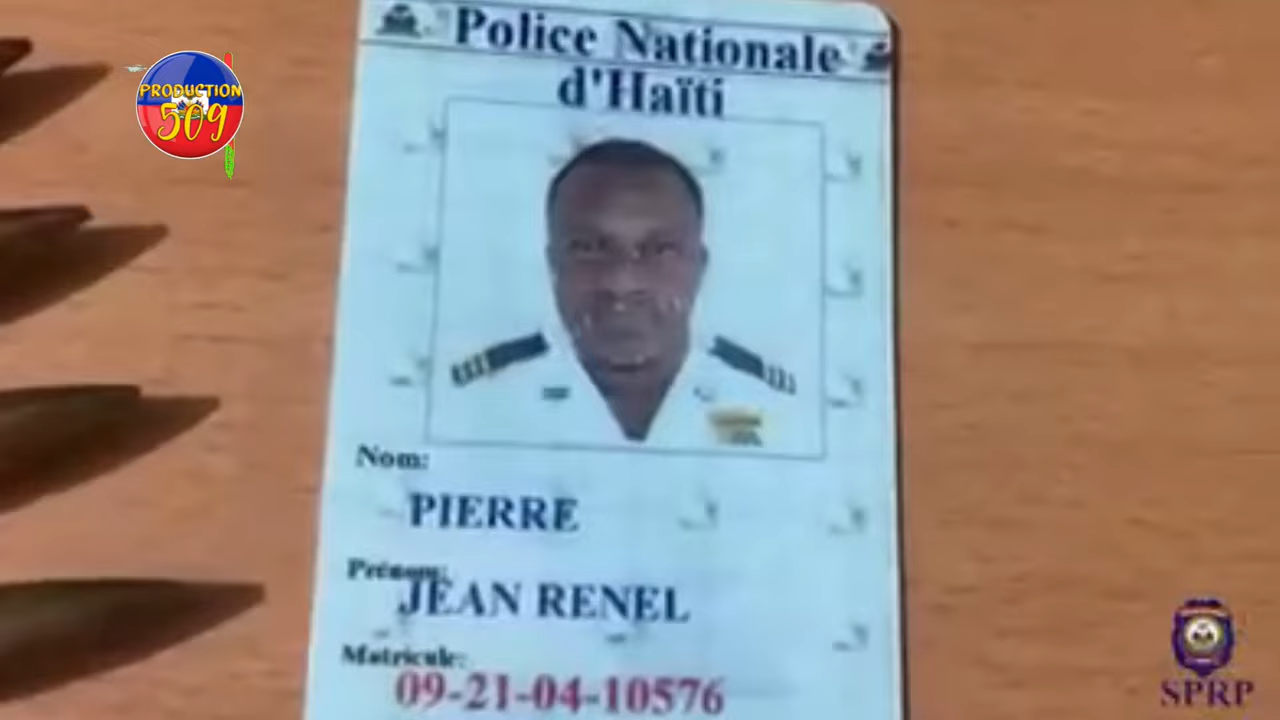 Police Nationale
d'Haïti
PRODUCTION
509
Nom:
PIERRE
Prénom:
JEAN RENEL
Matricule:
09-21-04-10576
SPRP